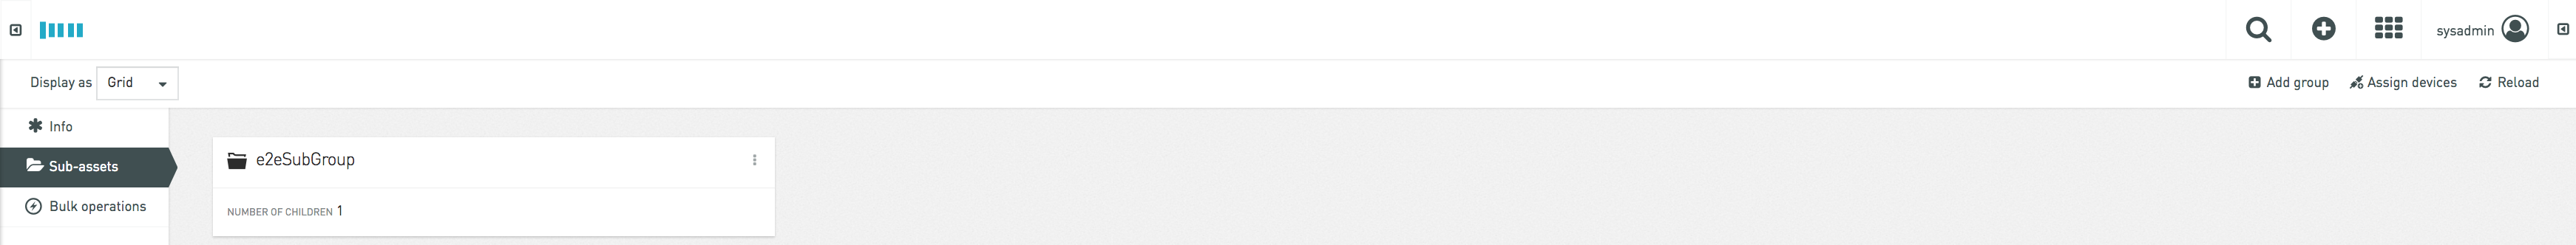 sysadmin
Display as Grid
Add group Assign devices Reload
Info
Sub-assets
Bulk operations
e2eSubGroup
NUMBER OF CHILDREN 1